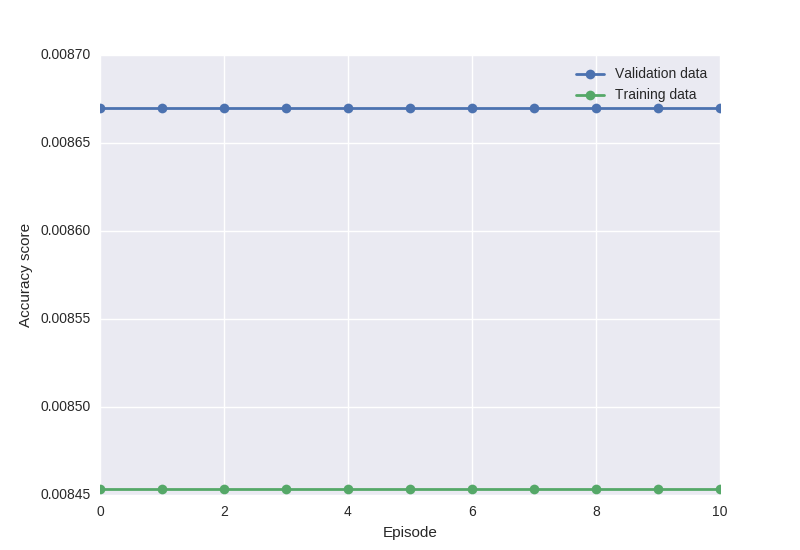 0.00870
0.00865
0.00860
0.00855
0.00850
0.00845
Accuracy score
Validation data
Training data
0 2 4 6 8 10
Episode